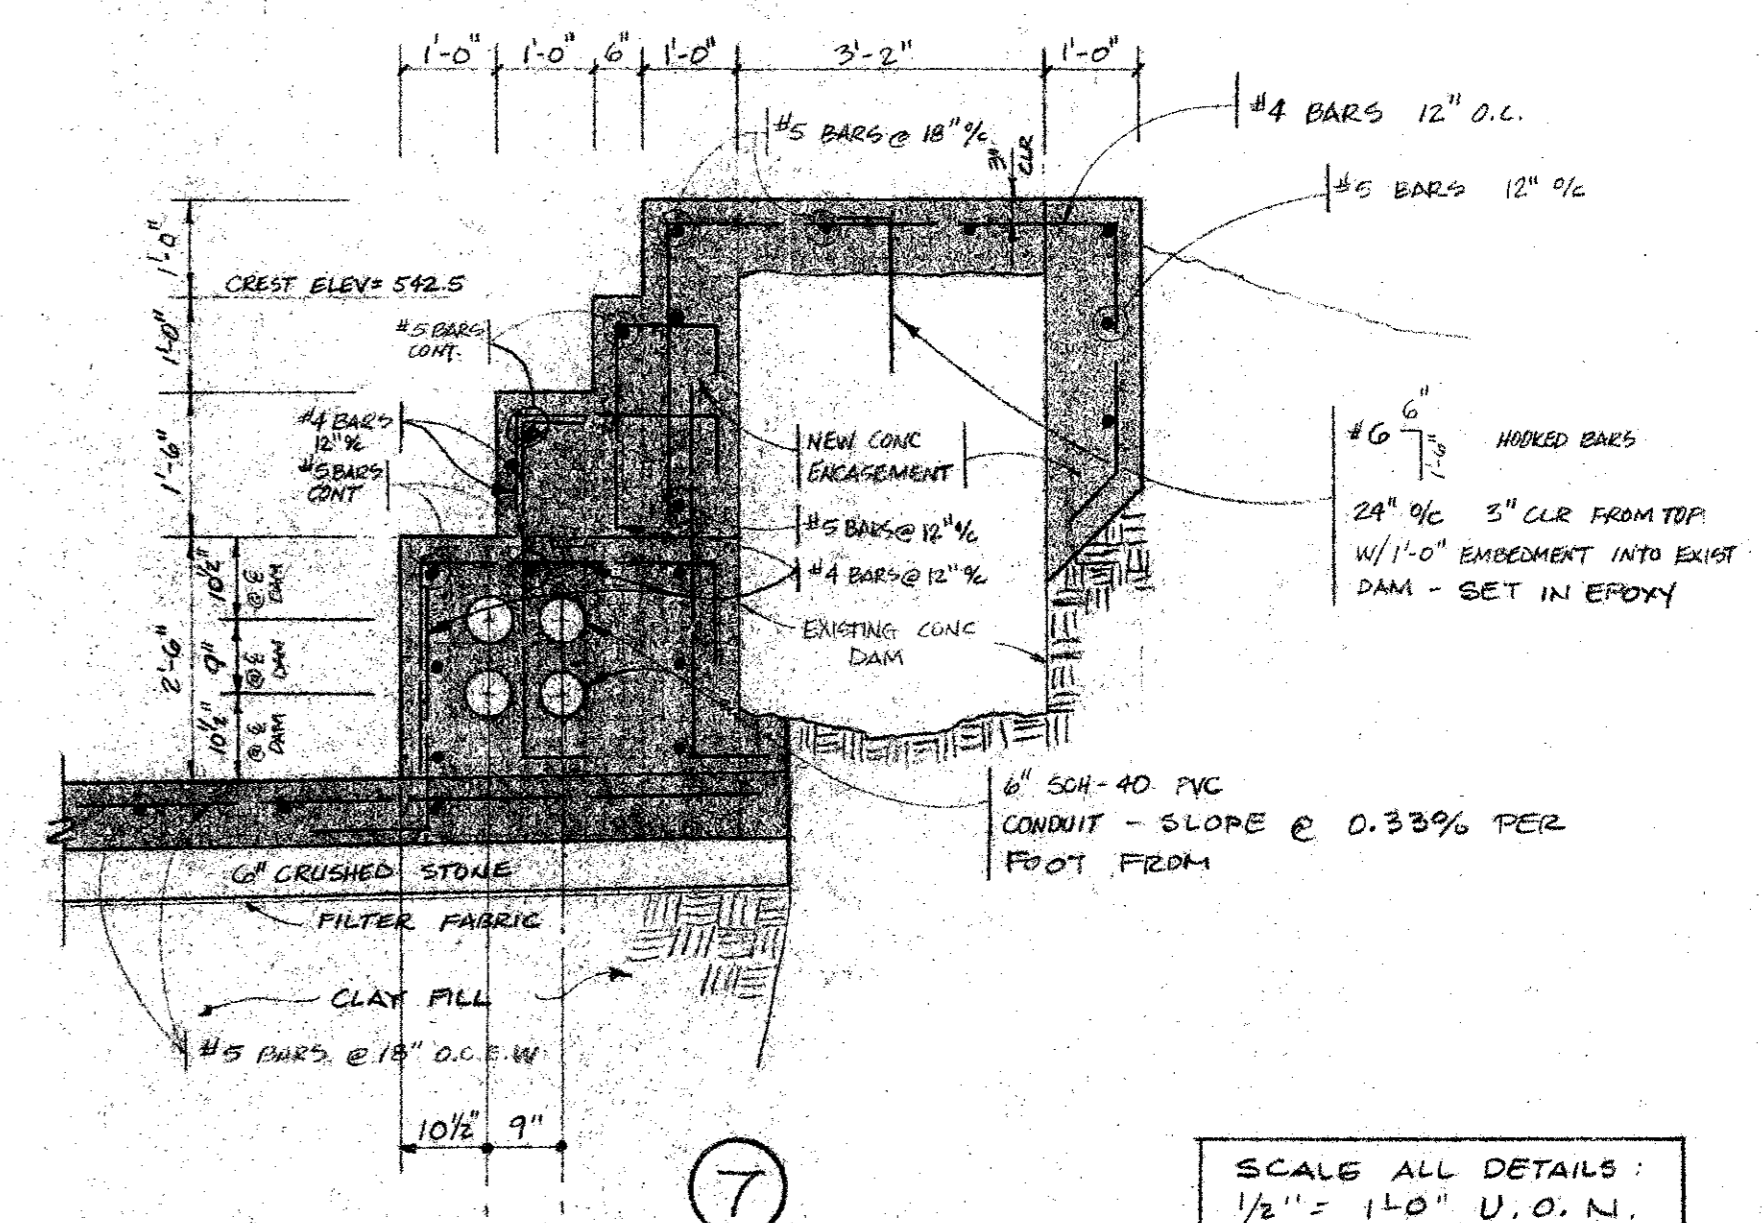 1'-0" 1'-0" 6" 1'-0" 3'-2" 1'-0"
#4 BARS 12" O.C.
#5 BARS @ 18" o/c
3" CLR
#5 BARS 12" o/c
1'-0"
CREST ELEV= 542.5
1'-0"
#5 BARS
CONT.
#4 BARS
12" o/c
#5 BARS
CONT
1'-6"
NEW CONC
ENCASEMENT
#5 BARS @ 12" o/c
#4 BARS @ 12" o/c
EXISTING CONC
DAM
#6 6" 1'-6" HOOKED BARS
24" o/c 3" CLR FROM TOP
W/1'-0" EMBEDMENT INTO EXIST
DAM - SET IN EPOXY
2'-6"
10½" @ ℄ DAM
9" @ ℄ DAM
10½" @ ℄ DAM
6" SCH-40 PVC
CONDUIT - SLOPE @ 0.33% PER
FOOT FROM
6" CRUSHED STONE
FILTER FABRIC
CLAY FILL
#5 BARS @ 18" O.C.E.W
10½" 9"
7
SCALE ALL DETAILS:
1/2" = 1'-0" U.O.N.